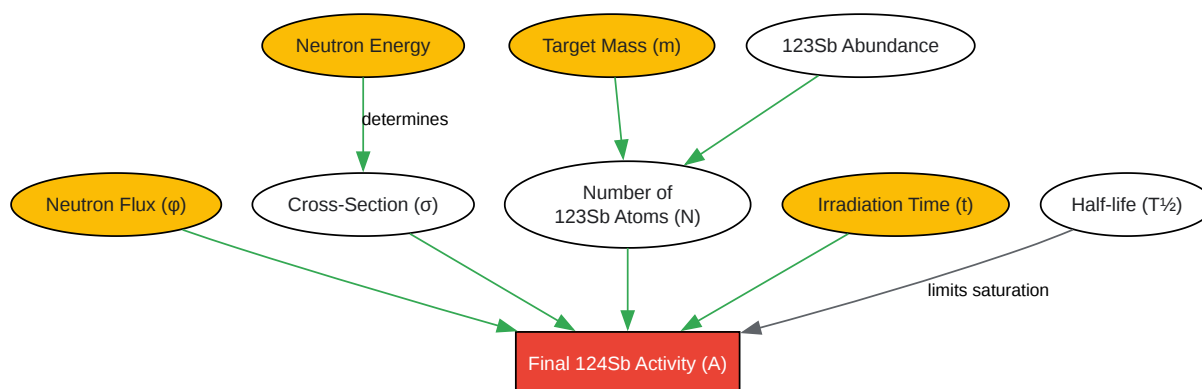 Neutron Energy
Target Mass (m)
123Sb Abundance
determines
Neutron Flux (φ)
Cross-Section (σ)
Number of
123Sb Atoms (N)
Irradiation Time (t)
Half-life (T½)
limits saturation
Final 124Sb Activity (A)